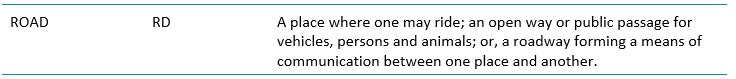 ROAD RD A place where one may ride; an open way or public passage for
vehicles, persons and animals; or, a roadway forming a means of
communication between one place and another.